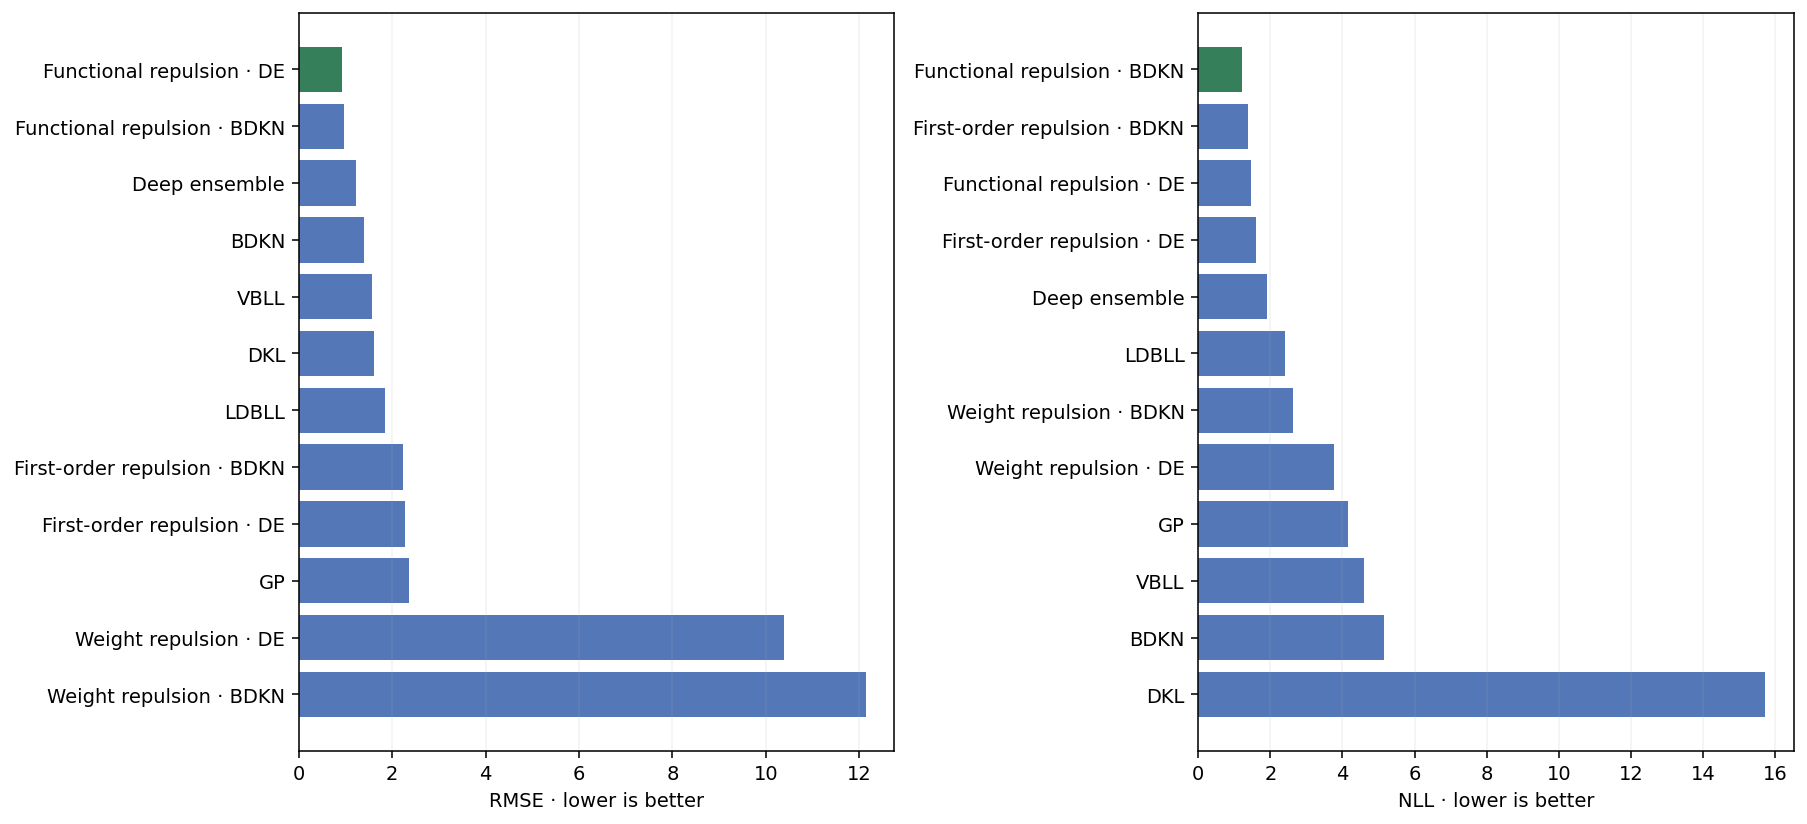 Functional repulsion · DE
Functional repulsion · BDKN
Deep ensemble
BDKN
VBLL
DKL
LDBLL
First-order repulsion · BDKN
First-order repulsion · DE
GP
Weight repulsion · DE
Weight repulsion · BDKN
0 2 4 6 8 10 12
RMSE · lower is better
Functional repulsion · BDKN
First-order repulsion · BDKN
Functional repulsion · DE
First-order repulsion · DE
Deep ensemble
LDBLL
Weight repulsion · BDKN
Weight repulsion · DE
GP
VBLL
BDKN
DKL
0 2 4 6 8 10 12 14 16
NLL · lower is better